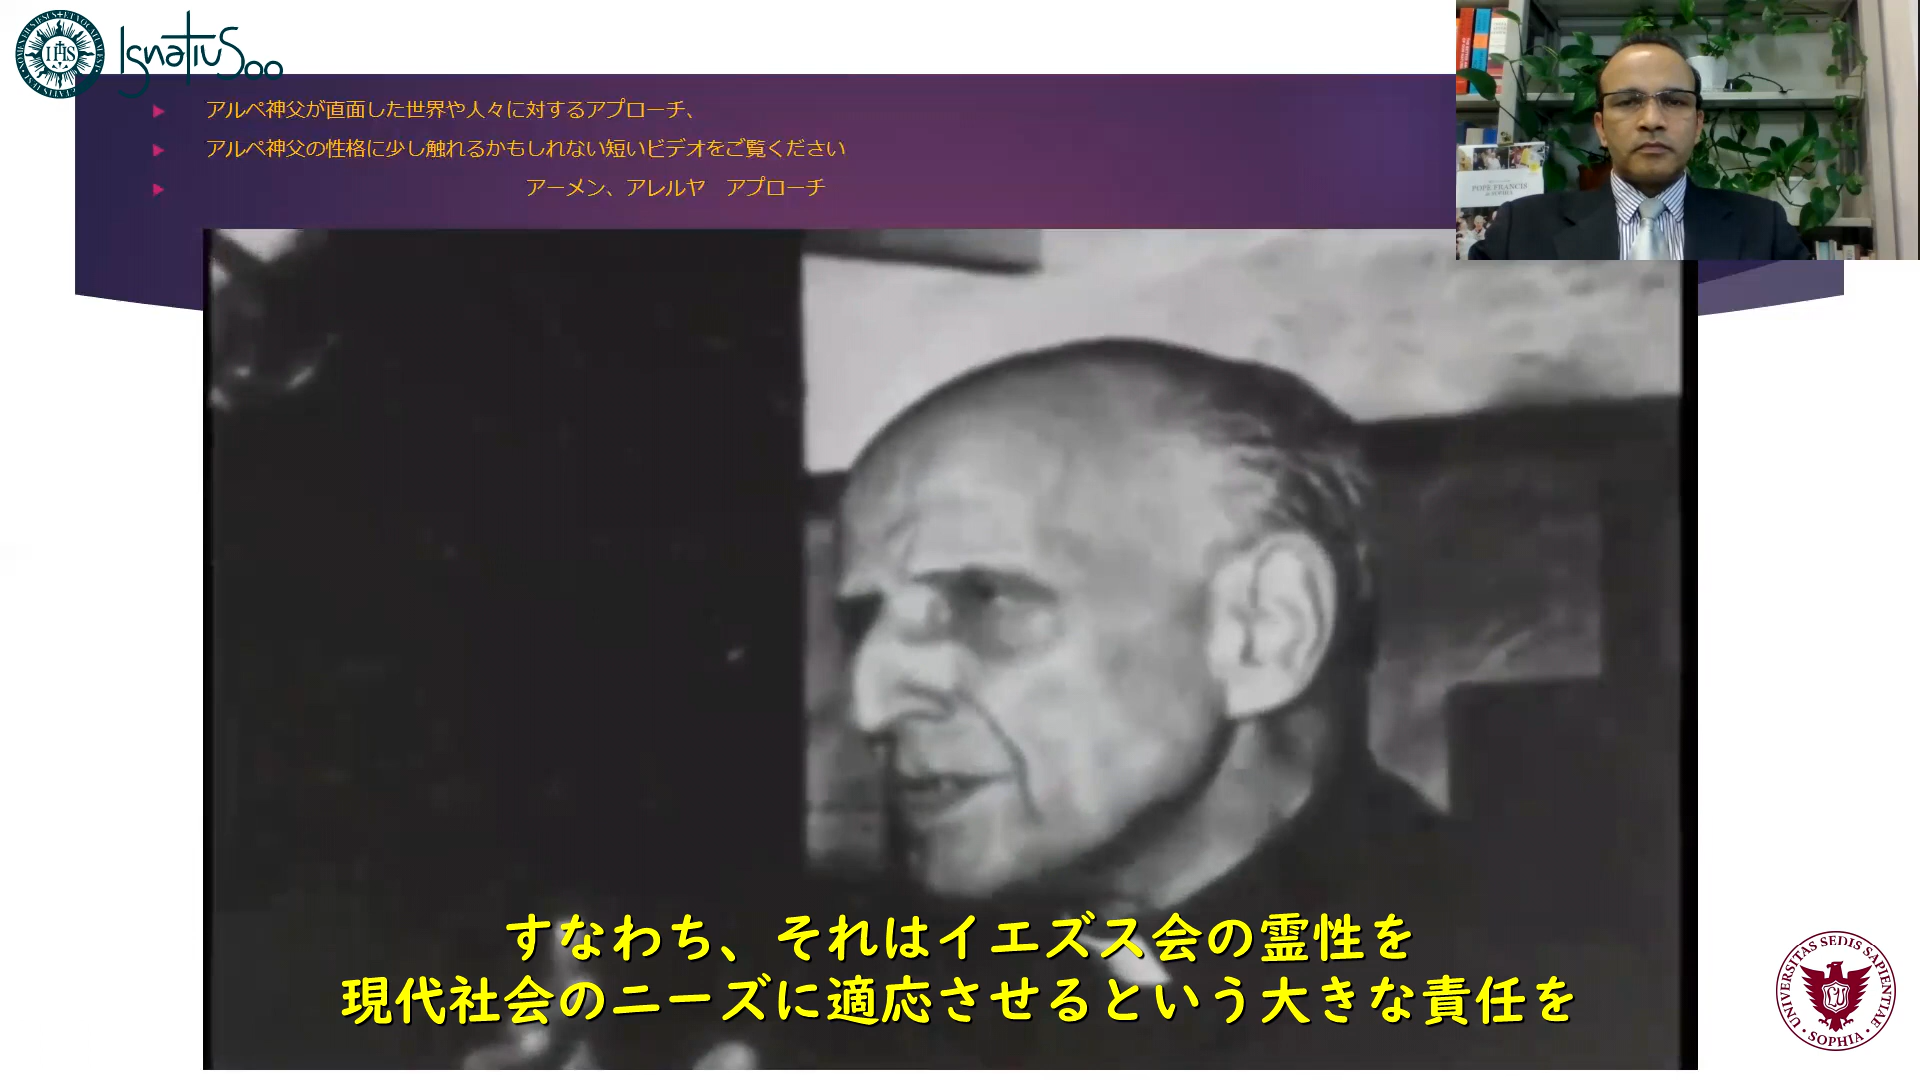 IHS
Ignatius500
アルペ神父が直面した世界や人々に対するアプローチ、
アルペ神父の性格に少し触れるかもしれない短いビデオをご覧ください
アーメン、アレルヤ　アプローチ
POPE FRANCIS
すなわち、それはイエズス会の霊性を
現代社会のニーズに適応させるという大きな責任を
UNIVERSITAS SEDIS SAPIENTIAE • SOPHIA •